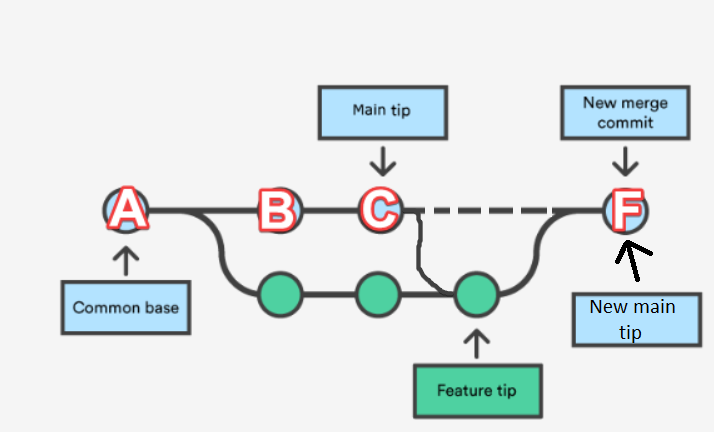 Main tip
New merge
commit
A
B
C
F
Common base
New main
tip
Feature tip